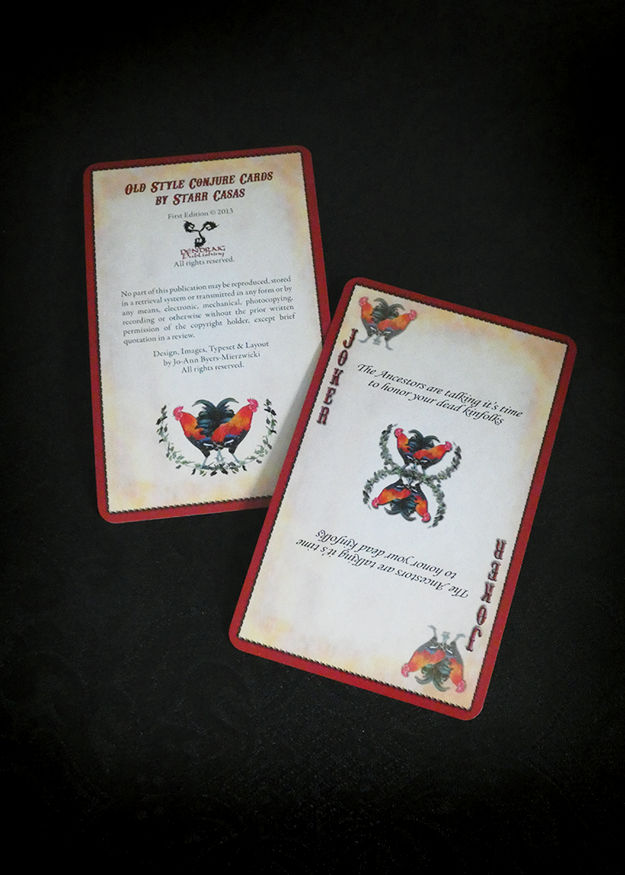 Old Style Conjure Cards
by Starr Casas
First Edition © 2013
PENDRAIG
Publishing
All rights reserved.
No part of this publication may be reproduced, stored
in a retrieval system or transmitted in any form or by
any means, electronic, mechanical, photocopying,
recording or otherwise without the prior written
permission of the copyright holder, except brief
quotation in a review.
Design, Images, Typeset & Layout
by Jo-Ann Byers-Mierzwicki
All rights reserved.
JOKER
The Ancestors are talking it's time
to honor your dead kinfolks
The Ancestors are talking it's time
to honor your dead kinfolks
JOKER